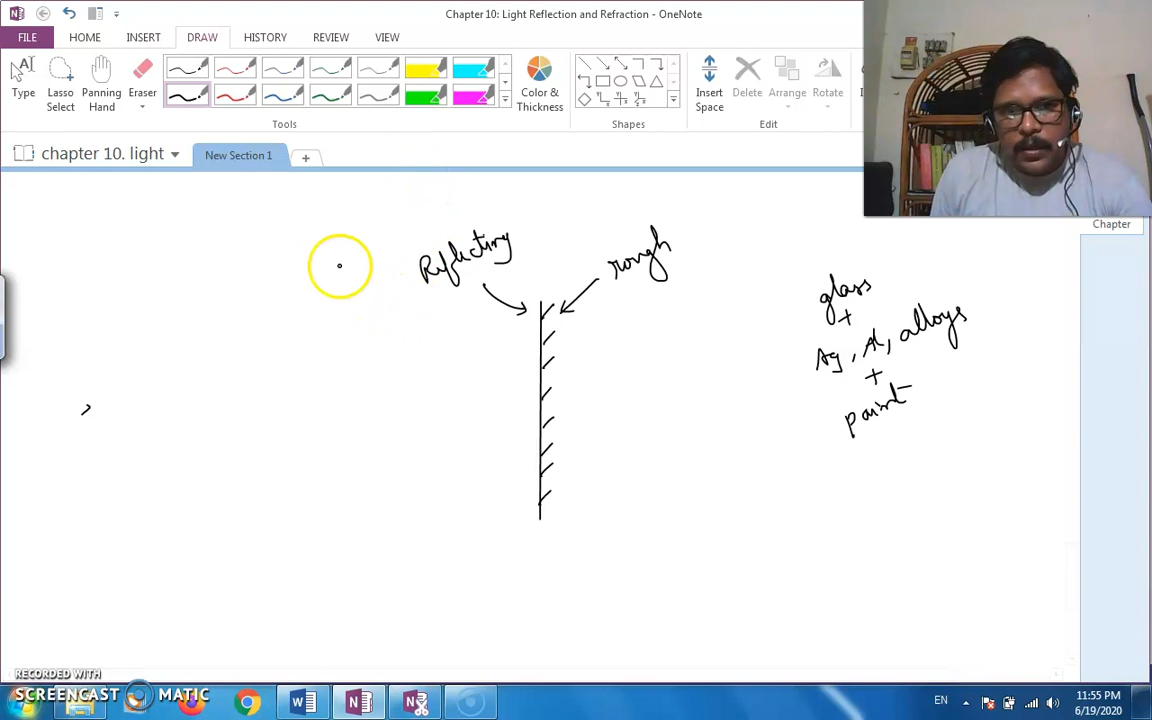 Chapter 10: Light Reflection and Refraction - OneNote
FILE HOME INSERT DRAW HISTORY REVIEW VIEW
Type
Lasso Select
Panning Hand
Eraser
Color & Thickness
Insert Space
Delete
Arrange
Rotate
Tools
Shapes
Edit
chapter 10. light
New Section 1
Chapter
Reflecting
rough
glass
+
Ag, Al, alloys
+
paint
RECORDED WITH
SCREENCAST MATIC
EN
11:55 PM
6/19/2020